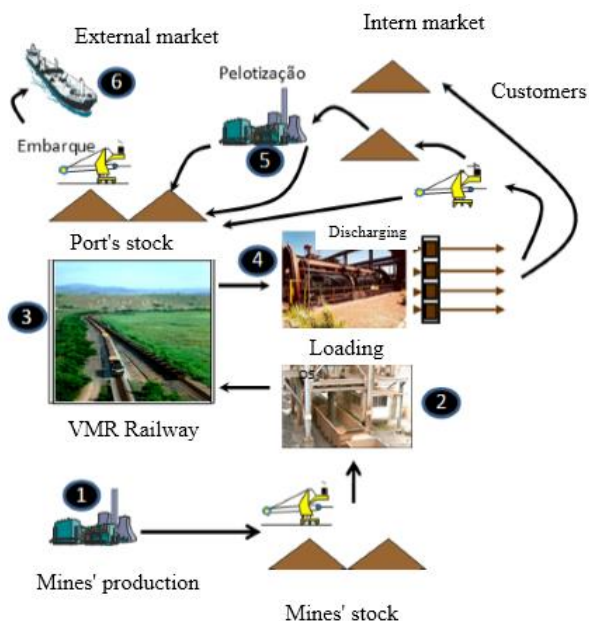 External market
Intern market
6
Pelotização
Customers
Embarque
5
Port's stock
Discharging
4
3
Loading
2
VMR Railway
1
Mines' production
Mines' stock